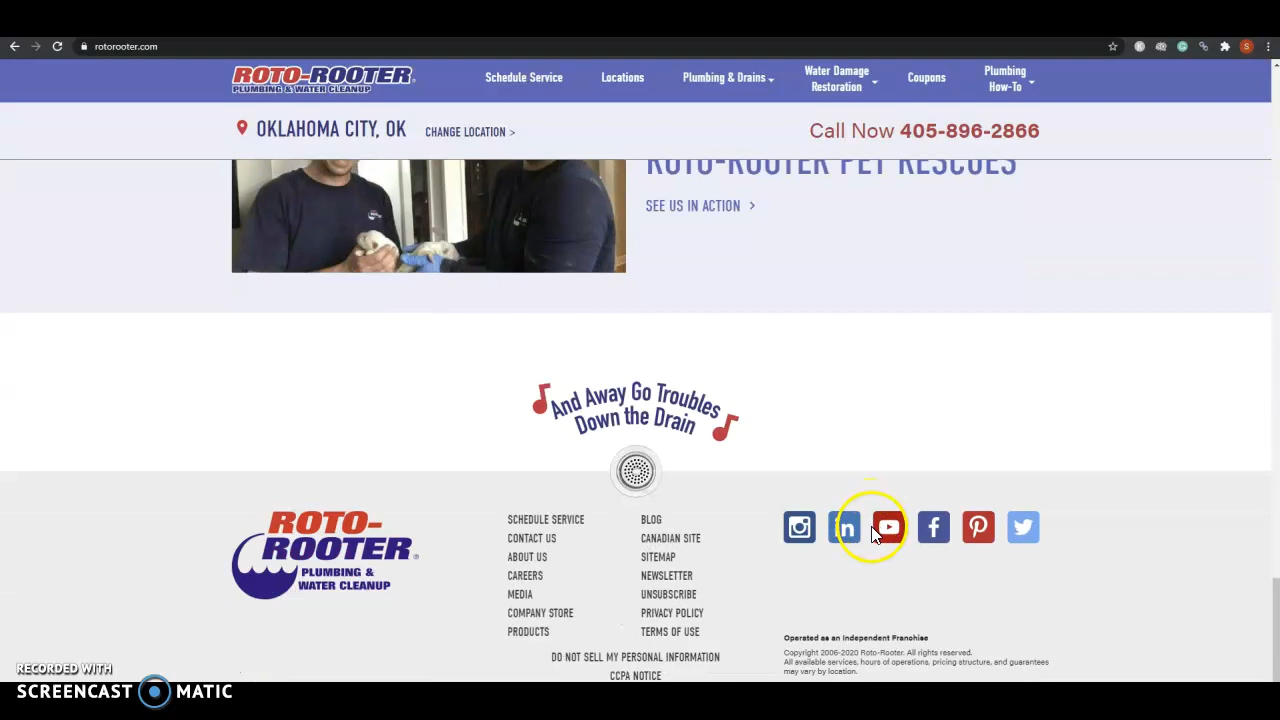 rotorooter.com
S
ROTO-ROOTER
PLUMBING & WATER CLEANUP
Schedule Service
Locations
Plumbing & Drains
Water Damage
Restoration
Coupons
Plumbing
How-To
OKLAHOMA CITY, OK
CHANGE LOCATION >
Call Now 405-896-2866
ROTO-ROOTER PET RESCUES
SEE US IN ACTION >
And Away Go Troubles
Down the Drain
ROTO-
ROOTER
PLUMBING &
WATER CLEANUP
SCHEDULE SERVICE
CONTACT US
ABOUT US
CAREERS
MEDIA
COMPANY STORE
PRODUCTS
BLOG
CANADIAN SITE
SITEMAP
NEWSLETTER
UNSUBSCRIBE
PRIVACY POLICY
TERMS OF USE
DO NOT SELL MY PERSONAL INFORMATION
CCPA NOTICE
in
f
Operated as an Independent Franchise
Copyright 2006-2020 Roto-Rooter. All rights reserved.
All available services, hours of operations, pricing structure, and guarantees
may vary by location.
RECORDED WITH
SCREENCAST MATIC